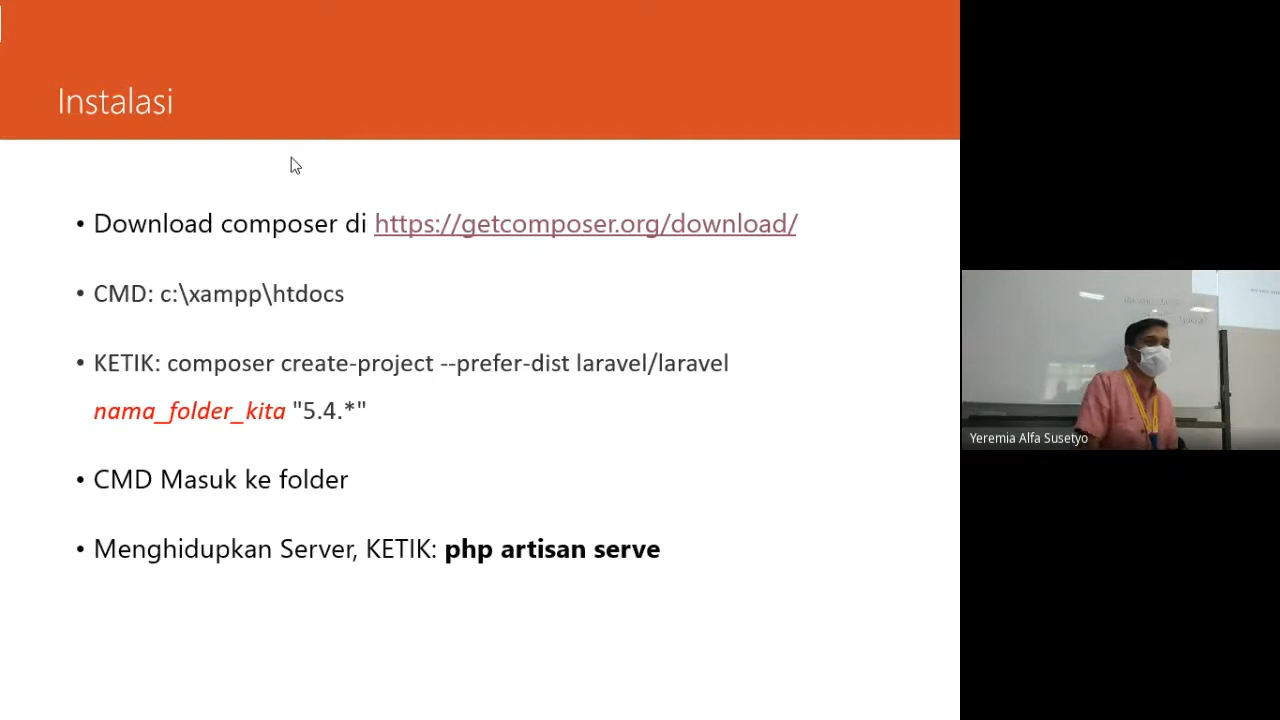 Instalasi
• Download composer di https://getcomposer.org/download/
• CMD: c:\xampp\htdocs
• KETIK: composer create-project --prefer-dist laravel/laravel
nama_folder_kita "5.4.*"
• CMD Masuk ke folder
• Menghidupkan Server, KETIK: php artisan serve
Yeremia Alfa Susetyo